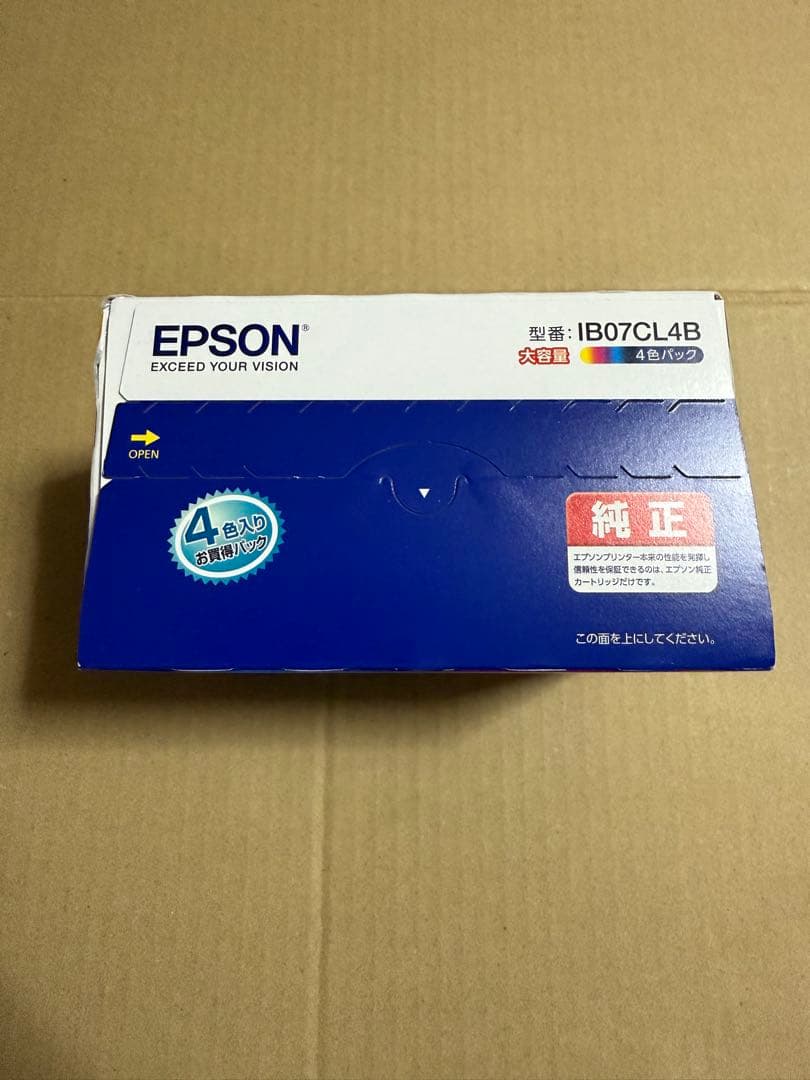 EPSON®
EXCEED YOUR VISION
型番：IB07CL4B
大容量 4色パック
OPEN
4色入り
お買得パック
純正
エプソンプリンター本来の性能を発揮し
信頼性を保証できるのは、エプソン純正
カートリッジだけです。
この面を上にしてください。